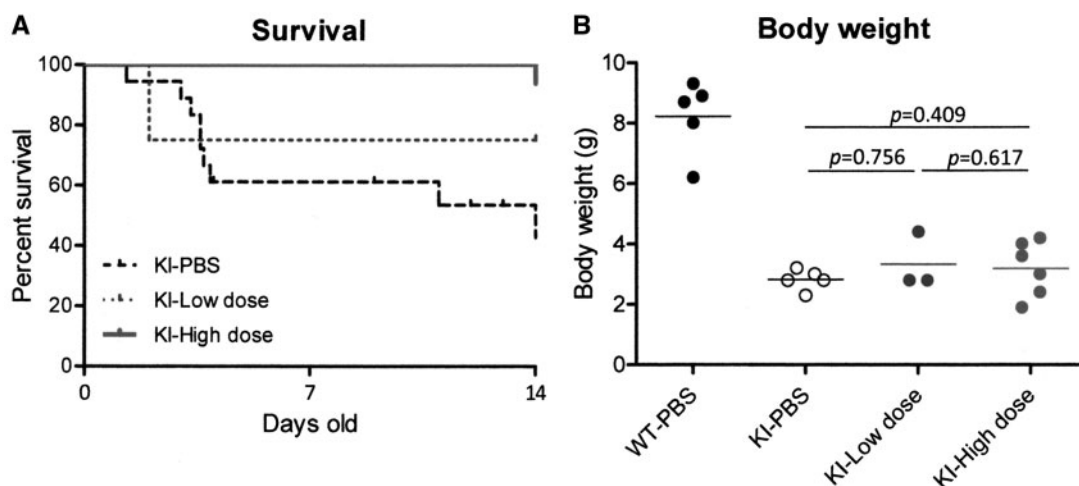 A
Survival
100
80
60
40
20
0
Percent survival
KI-PBS
KI-Low dose
KI-High dose
0 7 14
Days old
B
Body weight
10
8
6
4
2
0
Body weight (g)
p=0.409
p=0.756 p=0.617
WT-PBS
KI-PBS
KI-Low dose
KI-High dose